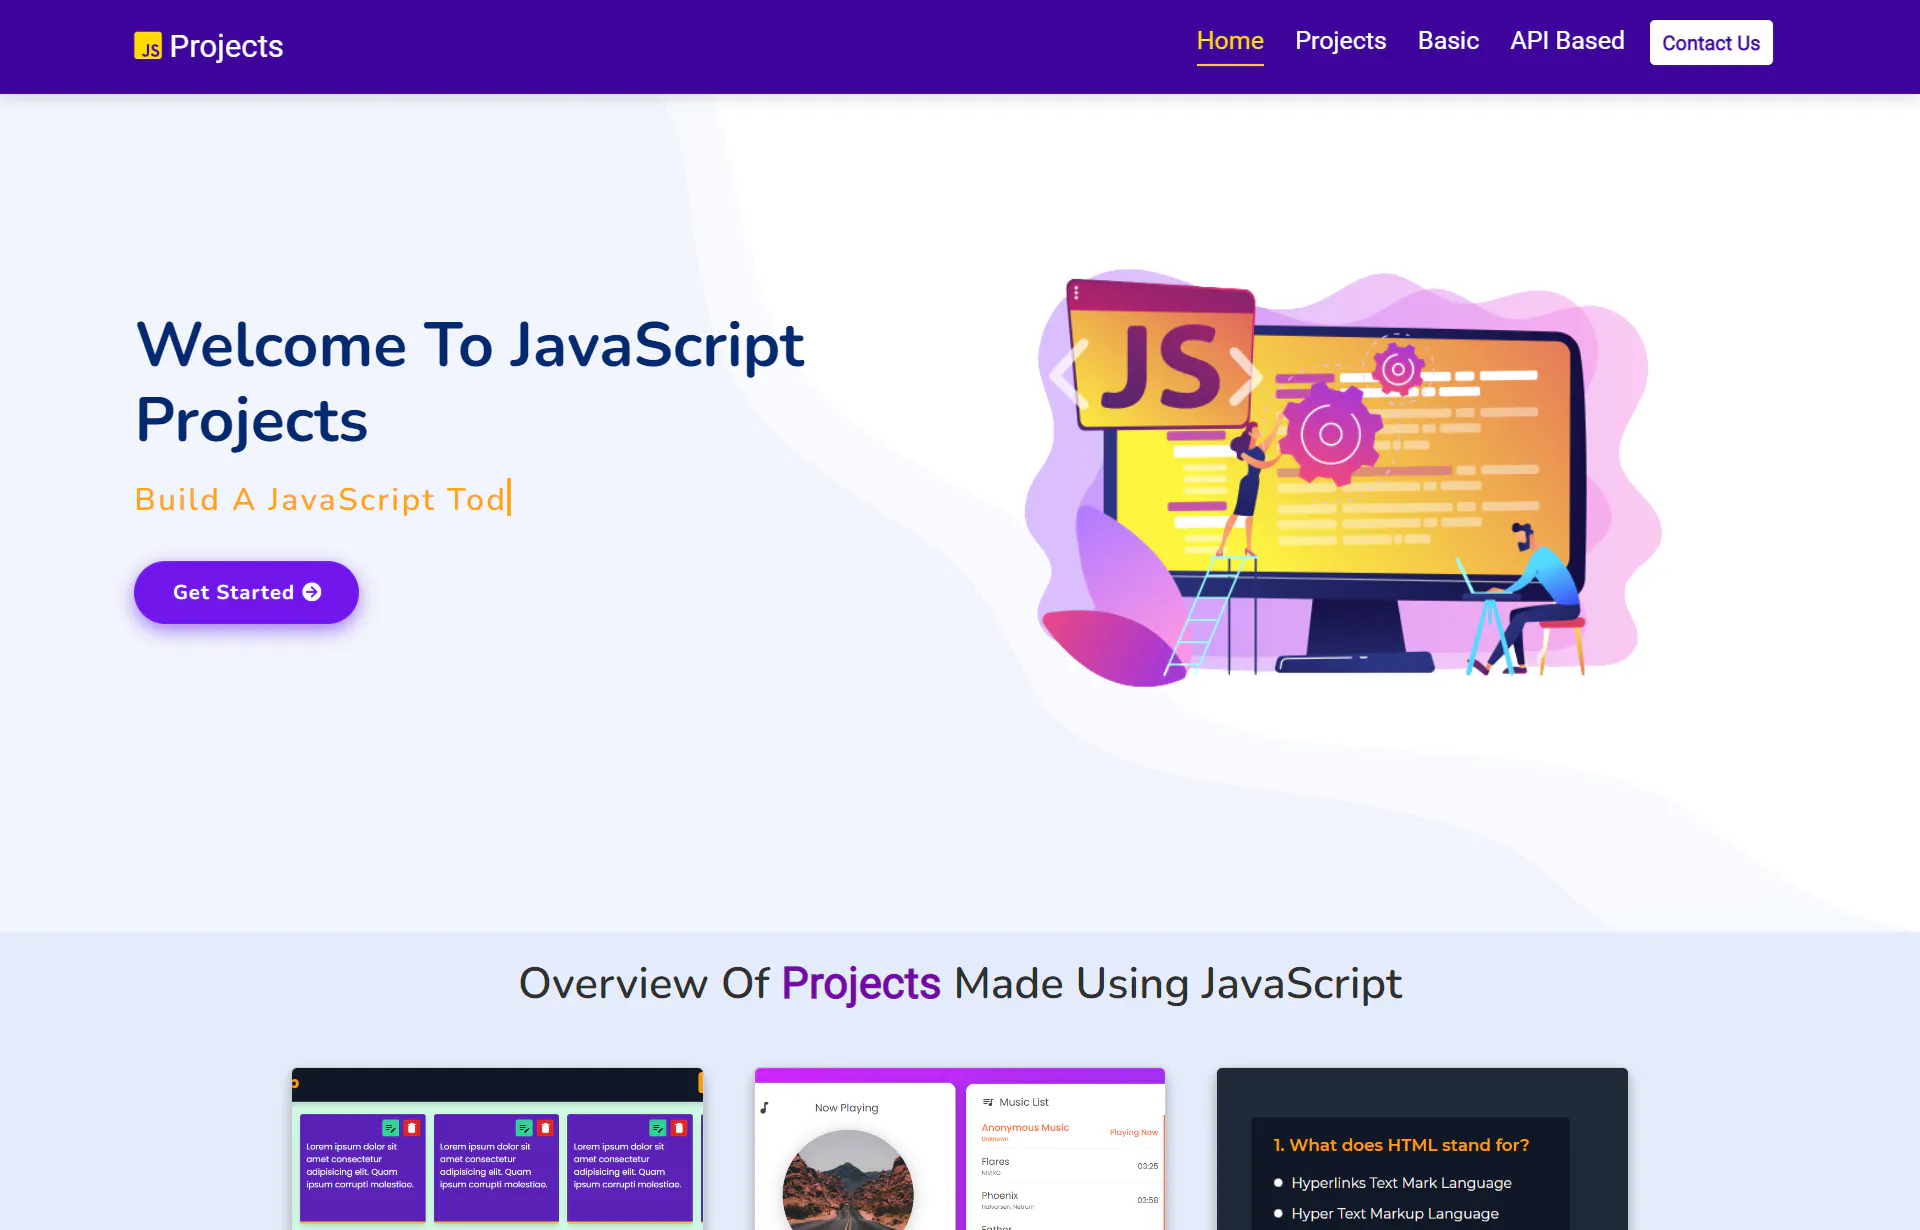 JS Projects
Home Projects Basic API Based Contact Us
Welcome To JavaScript
Projects
Build A JavaScript Tod
Get Started
JS
Overview Of Projects Made Using JavaScript
Lorem ipsum dolor sit
amet consectetur
adipisicing elit. Quam
ipsum corrupti molestiae.
Lorem ipsum dolor sit
amet consectetur
adipisicing elit. Quam
ipsum corrupti molestiae.
Lorem ipsum dolor sit
amet consectetur
adipisicing elit. Quam
ipsum corrupti molestiae.
Now Playing
Music List
Anonymous Music
Unknown
Playing Now
Flares
NIVIRO
03:25
Phoenix
Halvorsen, Netrum
03:58
Father
1. What does HTML stand for?
Hyperlinks Text Mark Language
Hyper Text Markup Language